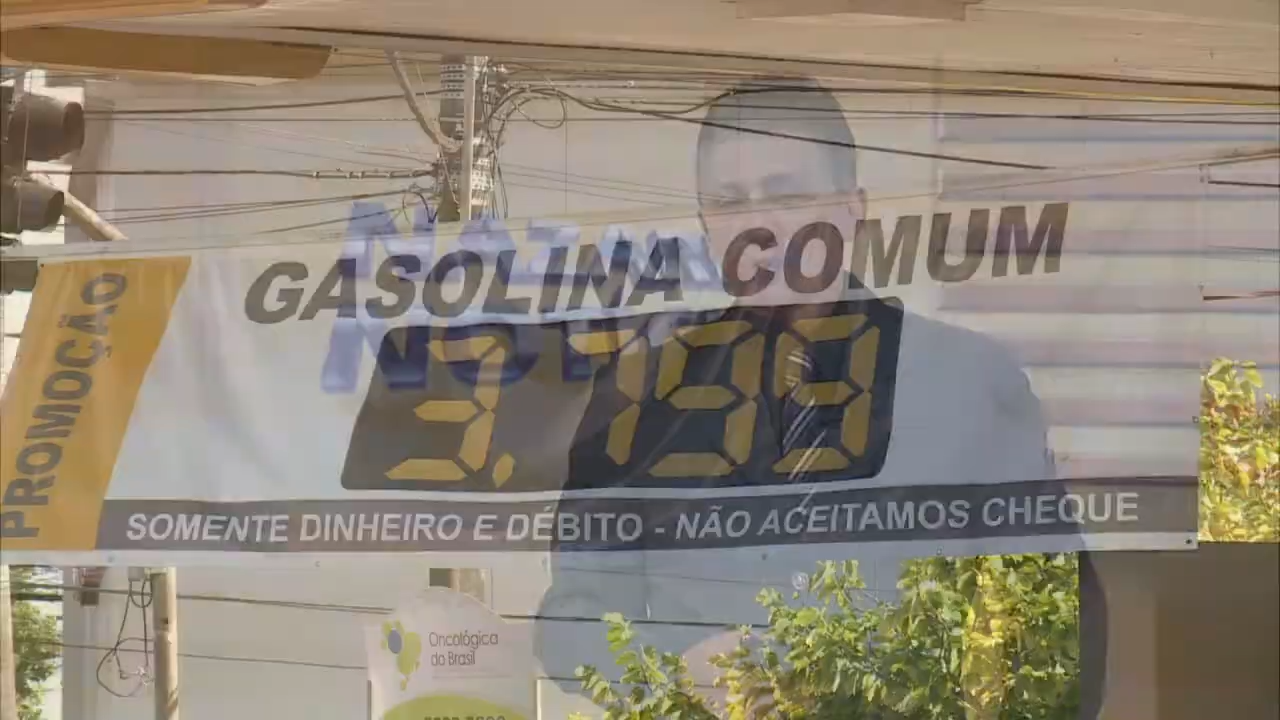 PROMOÇÃO
GASOLINA COMUM
3,799
SOMENTE DINHEIRO E DÉBITO - NÃO ACEITAMOS CHEQUE
Oncológica
do Brasil